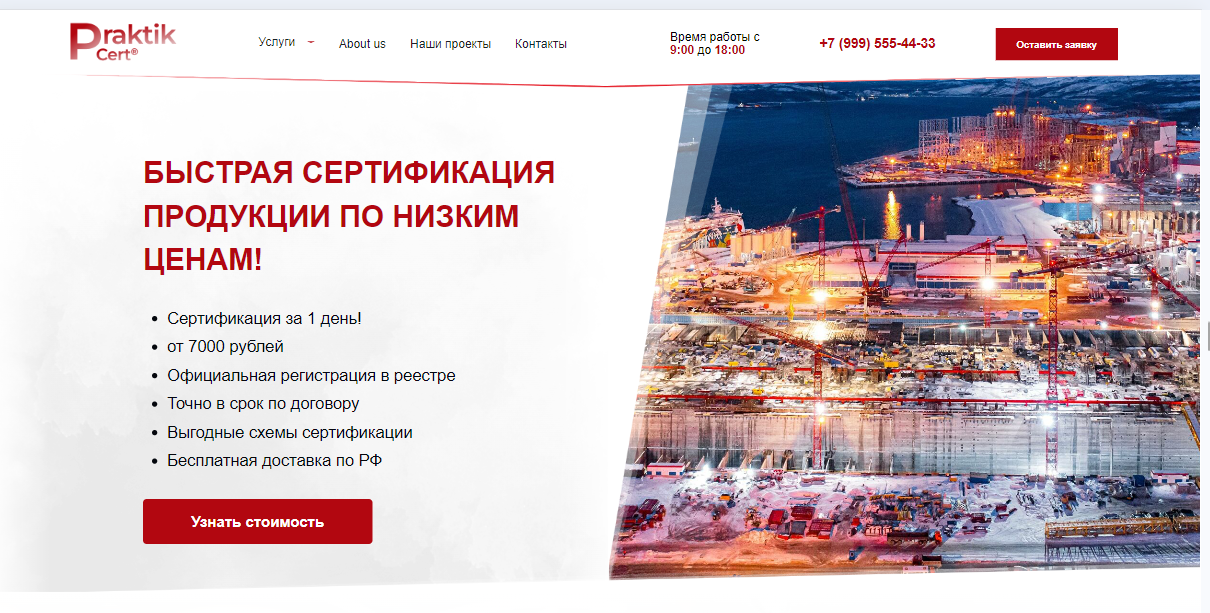 Praktik
Cert®
Услуги
About us
Наши проекты
Контакты
Время работы с
9:00 до 18:00
+7 (999) 555-44-33
Оставить заявку
БЫСТРАЯ СЕРТИФИКАЦИЯ
ПРОДУКЦИИ ПО НИЗКИМ
ЦЕНАМ!
Сертификация за 1 день!
от 7000 рублей
Официальная регистрация в реестре
Точно в срок по договору
Выгодные схемы сертификации
Бесплатная доставка по РФ
Узнать стоимость